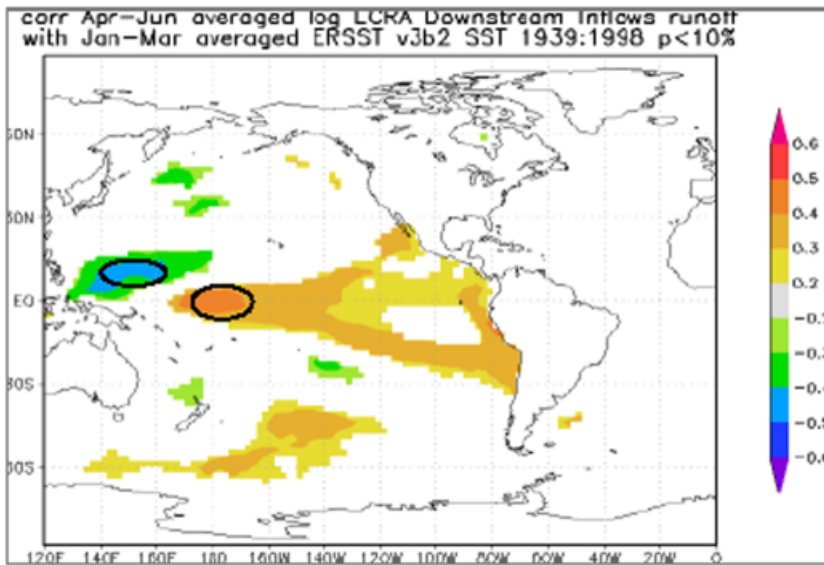 corr Apr-Jun averaged log LCRA Downstream Inflows runoff
with Jan-Mar averaged ERSST v3b2 SST 1939:1998 p<10%
EQ
120E 140E 160E 180 160W 140W 120W 100W 80W 60W 40W 20W 0
0.6
0.5
0.4
0.3
0.2